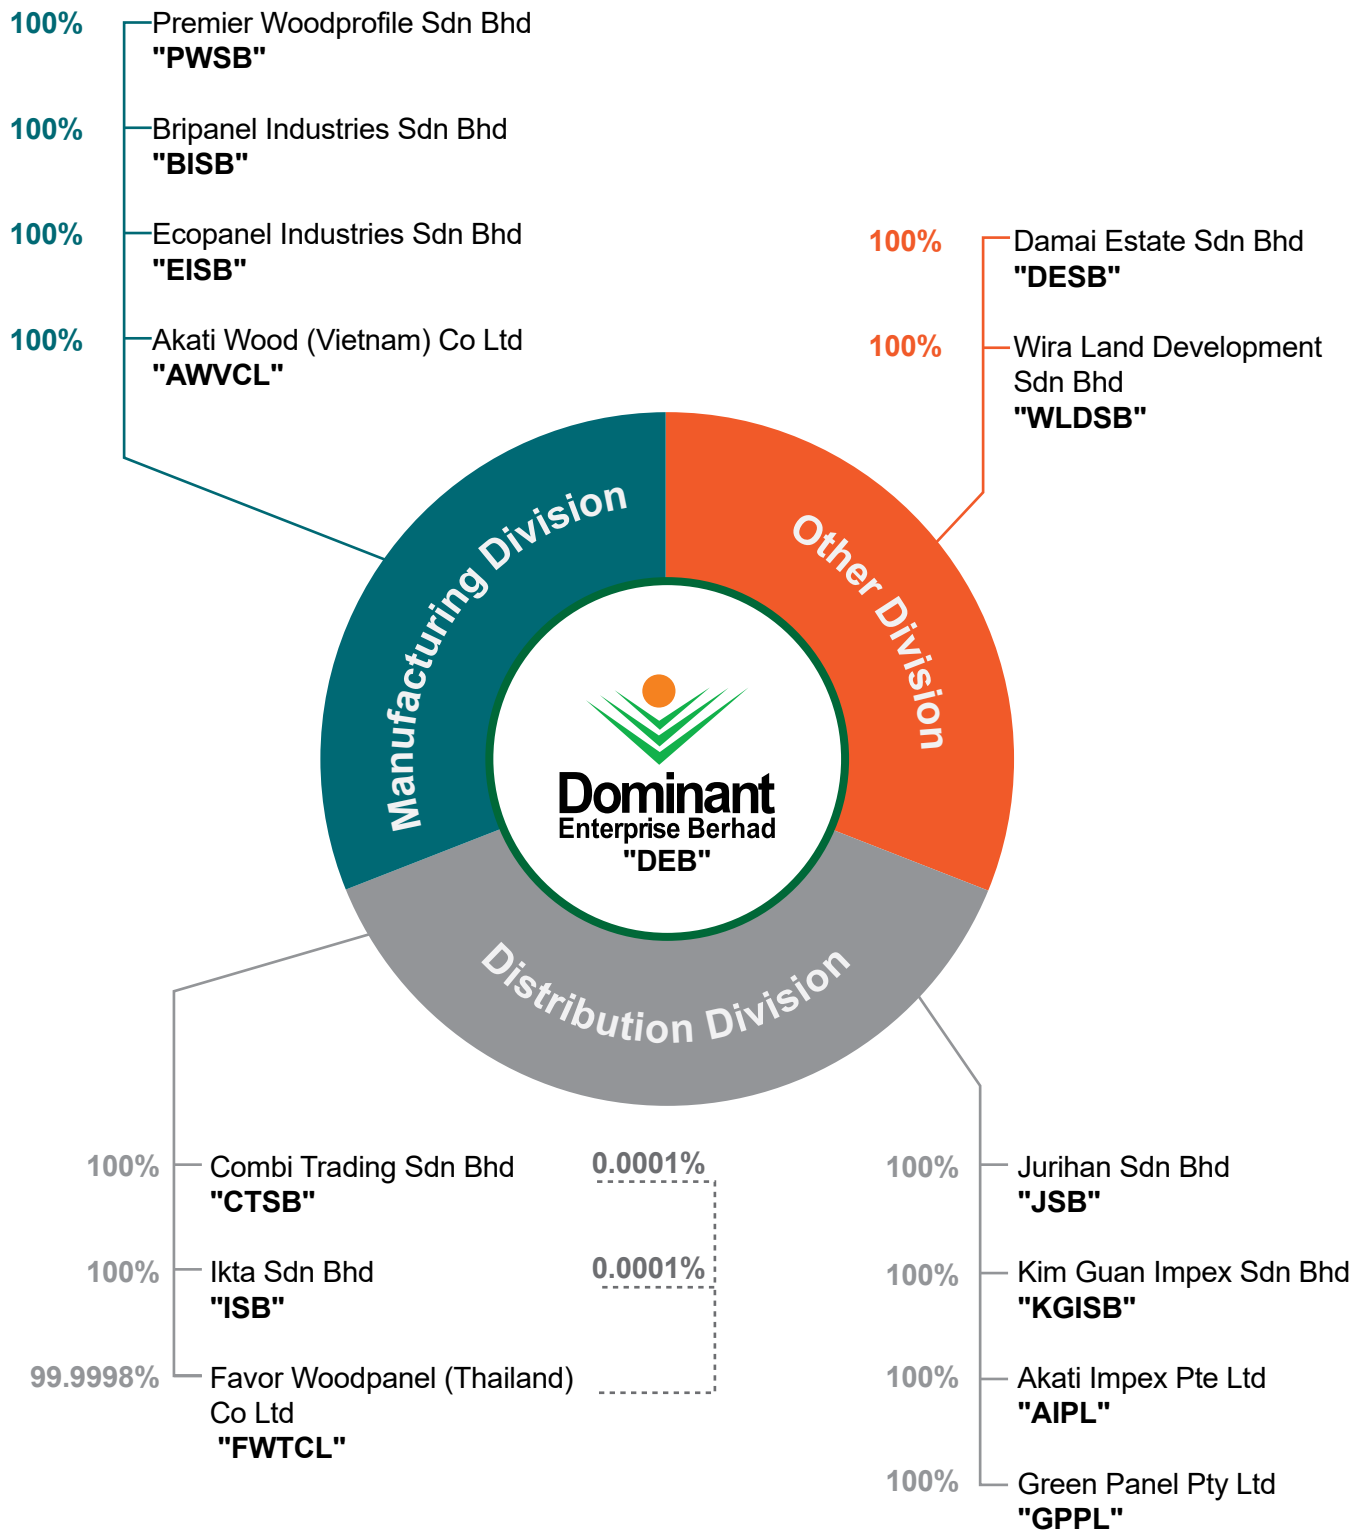 100%
Premier Woodprofile Sdn Bhd
"PWSB"
100%
Bripanel Industries Sdn Bhd
"BISB"
100%
Ecopanel Industries Sdn Bhd
"EISB"
100%
Akati Wood (Vietnam) Co Ltd
"AWVCL"
100%
Damai Estate Sdn Bhd
"DESB"
100%
Wira Land Development
Sdn Bhd
"WLDSB"
Manufacturing Division
Other Division
Dominant
Enterprise Berhad
"DEB"
Distribution Division
100%
Combi Trading Sdn Bhd
"CTSB"
0.0001%
100%
Ikta Sdn Bhd
"ISB"
0.0001%
99.9998%
Favor Woodpanel (Thailand)
Co Ltd
"FWTCL"
100%
Jurihan Sdn Bhd
"JSB"
100%
Kim Guan Impex Sdn Bhd
"KGISB"
100%
Akati Impex Pte Ltd
"AIPL"
100%
Green Panel Pty Ltd
"GPPL"